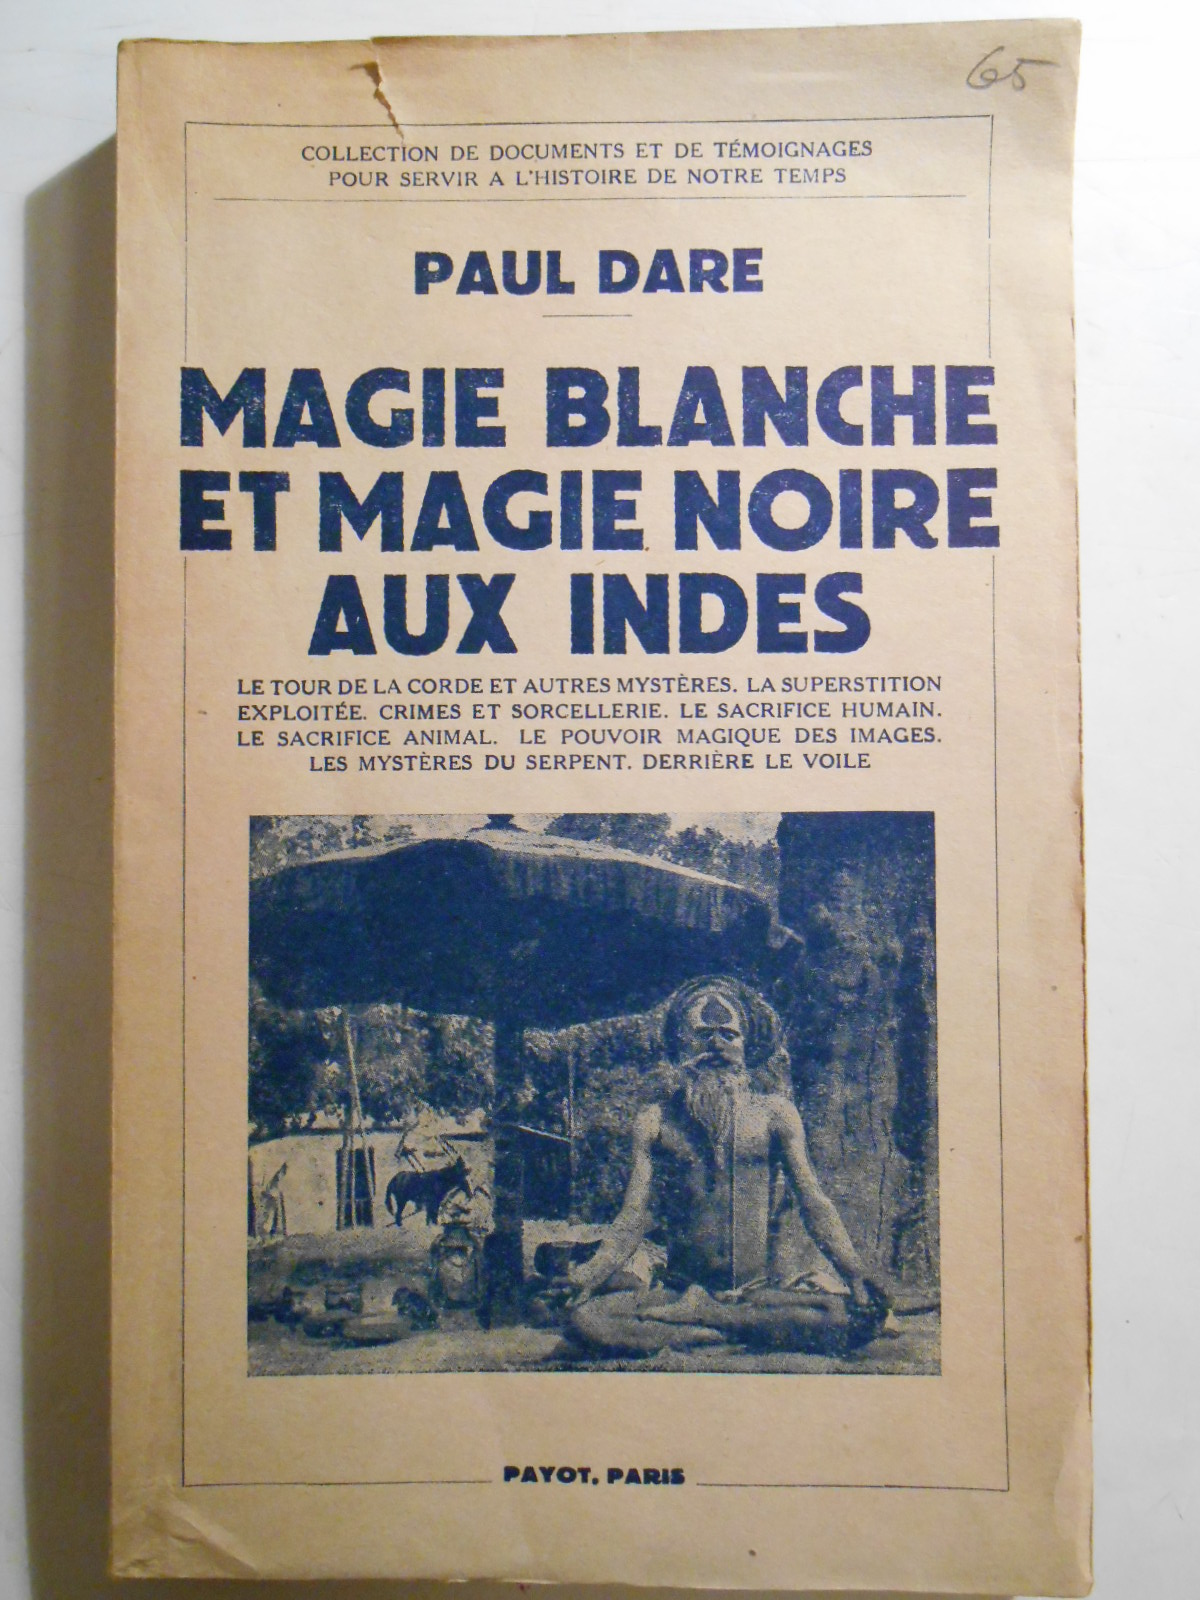 65
COLLECTION DE DOCUMENTS ET DE TÉMOIGNAGES
POUR SERVIR A L'HISTOIRE DE NOTRE TEMPS
PAUL DARE
MAGIE BLANCHE
ET MAGIE NOIRE
AUX INDES
LE TOUR DE LA CORDE ET AUTRES MYSTÈRES. LA SUPERSTITION
EXPLOITÉE. CRIMES ET SORCELLERIE. LE SACRIFICE HUMAIN.
LE SACRIFICE ANIMAL. LE POUVOIR MAGIQUE DES IMAGES.
LES MYSTÈRES DU SERPENT. DERRIÈRE LE VOILE
PAYOT, PARIS